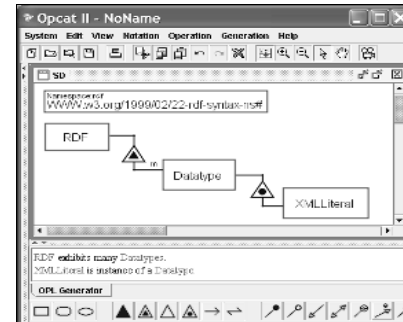 Opcat II - NoName
System Edit View Notation Operation Generation Help
SD
Namespace rdf
WWW.w3.org/1999/02/22-rdf-syntax-ns#
RDF
m
Datatype
XMLLiteral
RDF exhibits many Datatypes.
XMLLiteral is instance of a Datatype
OPL Generator